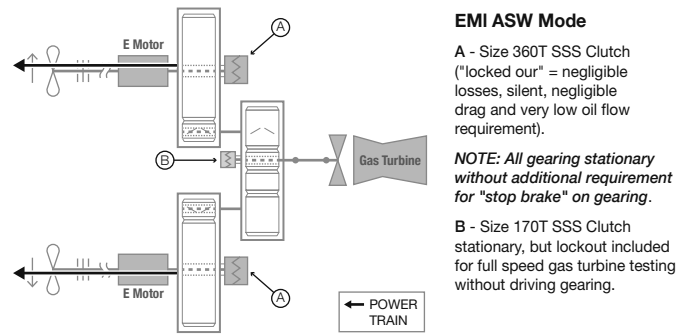 EMI ASW Mode
A - Size 360T SSS Clutch
("locked our" = negligible
losses, silent, negligible
drag and very low oil flow
requirement).
NOTE: All gearing stationary
without additional requirement
for "stop brake" on gearing.
B - Size 170T SSS Clutch
stationary, but lockout included
for full speed gas turbine testing
without driving gearing.
E Motor
A
B
Gas Turbine
E Motor
A
POWER
TRAIN